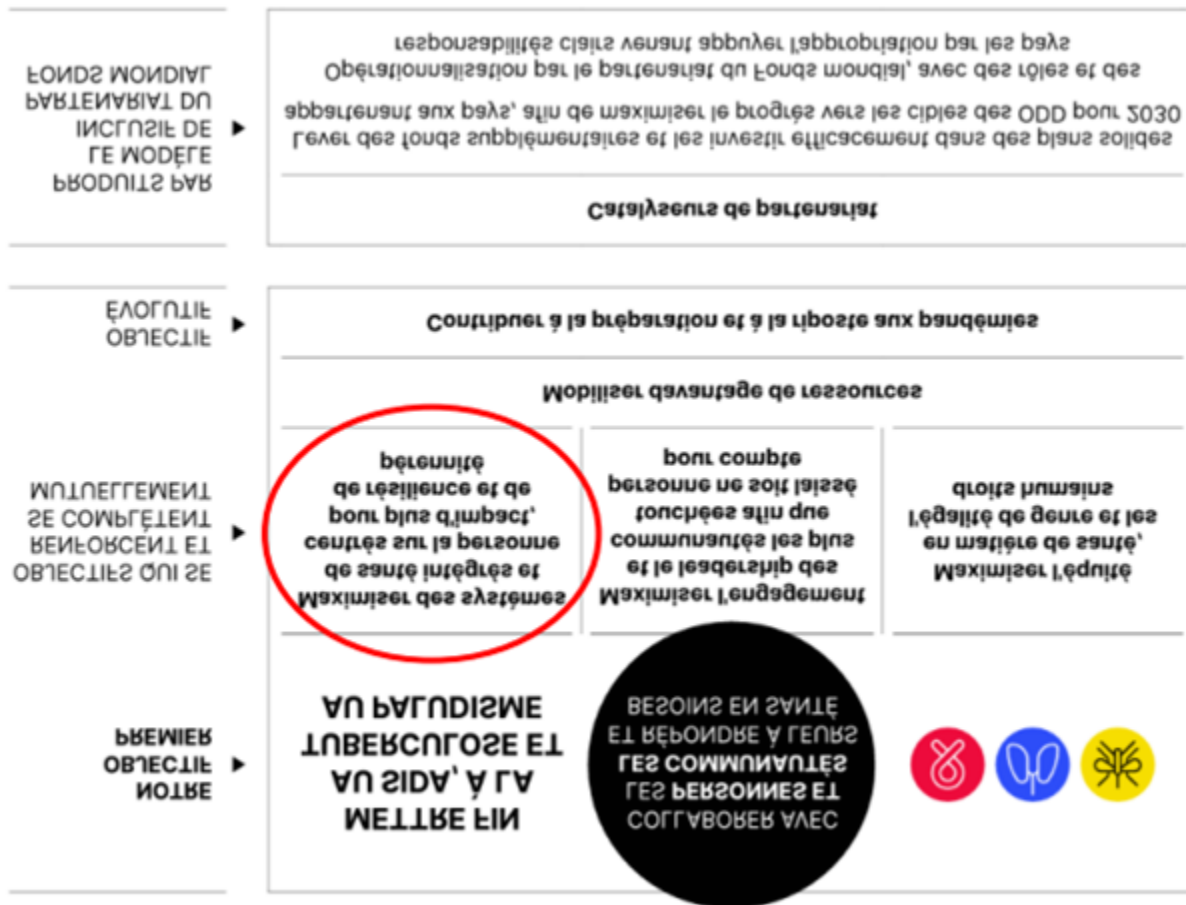 NOTRE
OBJECTIF
PREMIER
METTRE FIN
AU SIDA, À LA
TUBERCULOSE ET
AU PALUDISME
COLLABORER AVEC
LES PERSONNES ET
LES COMMUNAUTÉS
ET RÉPONDRE À LEURS
BESOINS EN SANTÉ
OBJECTIFS QUI SE
RENFORCENT ET
SE COMPLÈTENT
MUTUELLEMENT
Maximiser des systèmes
de santé intégrés et
centrés sur la personne
pour plus d'impact,
de résilience et de
pérennité
Maximiser l'engagement
et le leadership des
communautés les plus
touchées afin que
personne ne soit laissé
pour compte
Maximiser l'équité
en matière de santé,
l'égalité de genre et les
droits humains
Mobiliser davantage de ressources
OBJECTIF
ÉVOLUTIF
Contribuer à la préparation et à la riposte aux pandémies
PRODUITS PAR
LE MODÈLE
INCLUSIF DE
PARTENARIAT DU
FONDS MONDIAL
Catalyseurs de partenariat
Lever des fonds supplémentaires et les investir efficacement dans des plans solides
appartenant aux pays, afin de maximiser le progrès vers les cibles des ODD pour 2030
Opérationnalisation par le partenariat du Fonds mondial, avec des rôles et des
responsabilités clairs venant appuyer l'appropriation par les pays